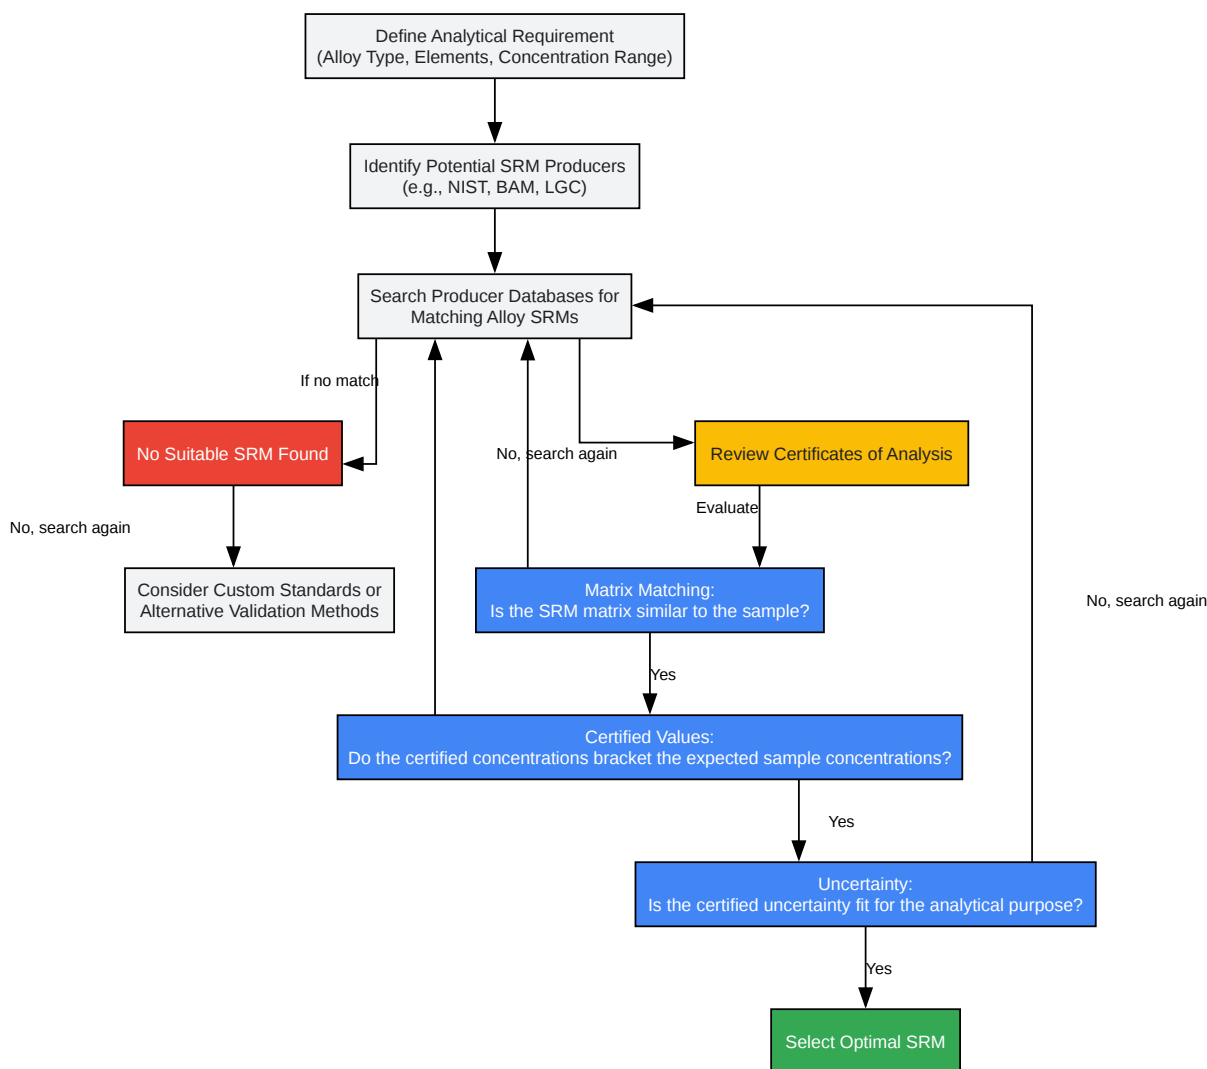 Define Analytical Requirement
(Alloy Type, Elements, Concentration Range)
Identify Potential SRM Producers
(e.g., NIST, BAM, LGC)
Search Producer Databases for
Matching Alloy SRMs
If no match
No Suitable SRM Found
No, search again
Review Certificates of Analysis
Evaluate
No, search again
Consider Custom Standards or
Alternative Validation Methods
Matrix Matching:
Is the SRM matrix similar to the sample?
No, search again
Yes
Certified Values:
Do the certified concentrations bracket the expected sample concentrations?
Yes
Uncertainty:
Is the certified uncertainty fit for the analytical purpose?
Yes
Select Optimal SRM